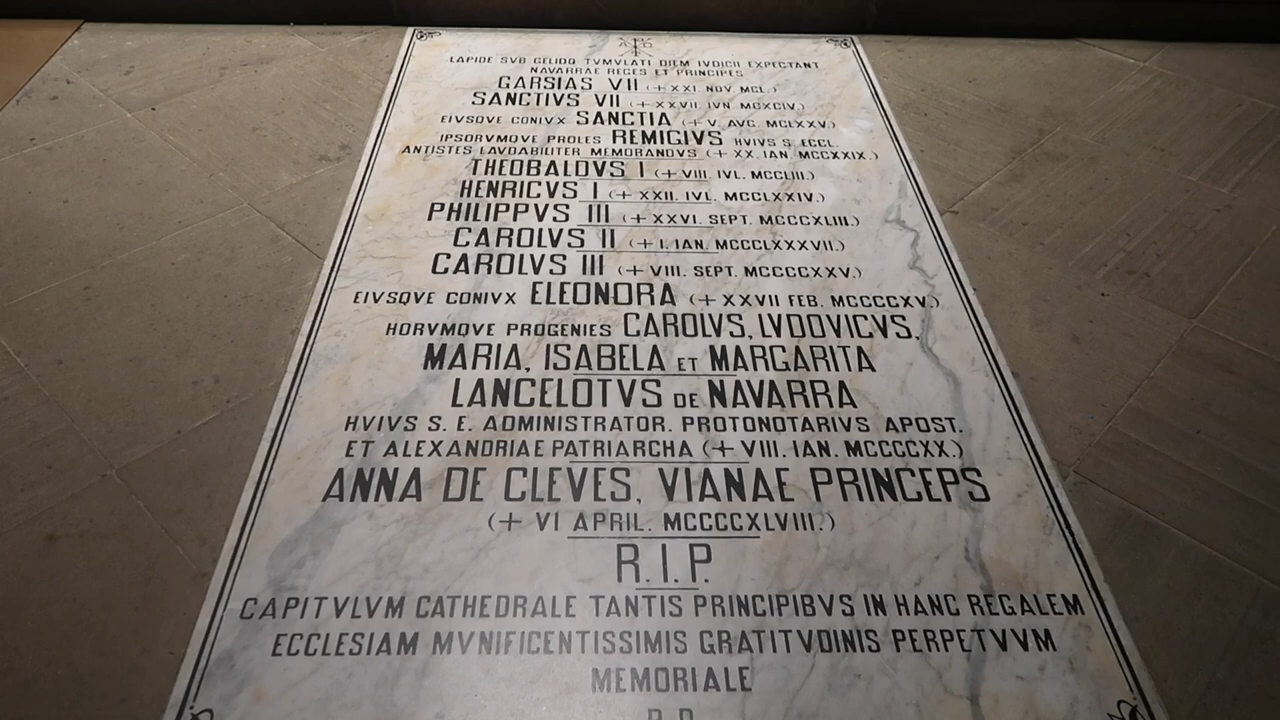 LAPIDE SVB GELIDO TVMVLATI DIEM IVDICII EXPECTANT
NAVARRAE REGES ET PRINCIPES
GARSIAS VII (+ XXI NOV. MCL.)
SANCTIVS VII (+ XXVII IVN. MCXCIV.)
EIVSQVE CONIVX SANCTIA (+ V. AVG. MCLXXV.)
IPSORVMQVE PROLES REMIGIVS HVIVS S. ECCL.
ANTISTES LAVDABILITER MEMORANDVS (+ XX. IAN. MCCXXIX.)
THEOBALDVS I (+ VIII. IVL. MCCLIII.)
HENRICVS I (+ XXII. IVL. MCCLXXIV.)
PHILIPPVS III (+ XXVI. SEPT. MCCCXLIII.)
CAROLVS II (+ I. IAN. MCCCLXXXVII.)
CAROLVS III (+ VIII. SEPT. MCCCCXXV.)
EIVSQVE CONIVX ELEONORA (+ XXVII FEB. MCCCCXV.)
HORVMQVE PROGENIES CAROLVS, LVDOVICVS,
MARIA, ISABELA ET MARGARITA
LANCELOTVS DE NAVARRA
HVIVS S. E. ADMINISTRATOR. PROTONOTARIVS APOST.
ET ALEXANDRIAE PATRIARCHA (+ VIII. IAN. MCCCCXX.)
ANNA DE CLEVES, VIANAE PRINCEPS
(+ VI APRIL. MCCCCXLVIII.)
R.I.P.
CAPITVLVM CATHEDRALE TANTIS PRINCIPIBVS IN HANC REGALEM
ECCLESIAM MVNIFICENTISSIMIS GRATITVDINIS PERPETVVM
MEMORIALE